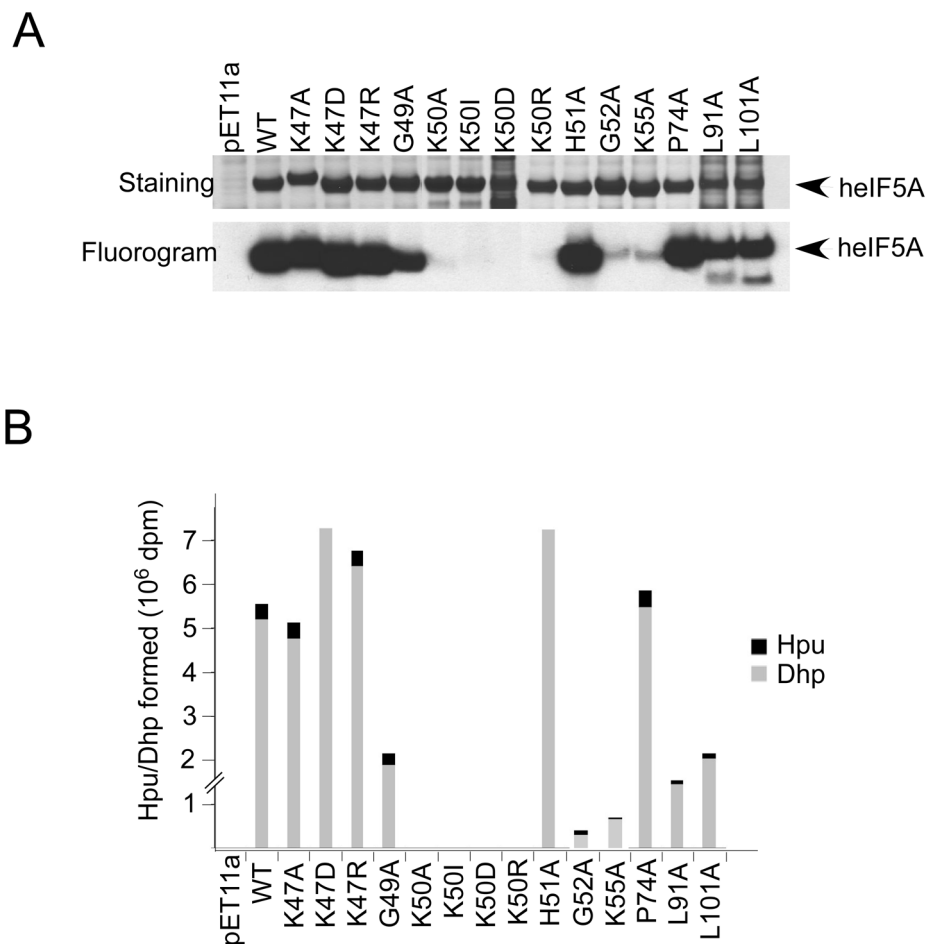 A
pET11a
WT
K47A
K47D
K47R
G49A
K50A
K50I
K50D
K50R
H51A
G52A
K55A
P74A
L91A
L101A
Staining
heIF5A
Fluorogram
heIF5A
B
Hpu/Dhp formed (10⁶ dpm)
7
6
5
4
3
2
1
Hpu
Dhp
pET11a
WT
K47A
K47D
K47R
G49A
K50A
K50I
K50D
K50R
H51A
G52A
K55A
P74A
L91A
L101A